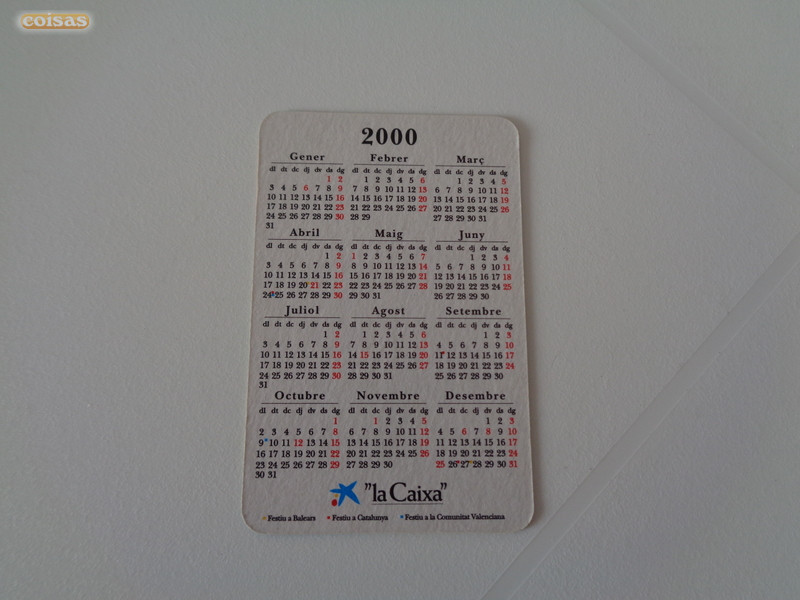 coisas
2000
Gener Febrer Març
dl dt dc dj dv ds dg dl dt dc dj dv ds dg dl dt dc dj dv ds dg
1 2 1 2 3 4 5 6 1 2 3 4 5
3 4 5 6 7 8 9 7 8 9 10 11 12 13 6 7 8 9 10 11 12
10 11 12 13 14 15 16 14 15 16 17 18 19 20 13 14 15 16 17 18 19
17 18 19 20 21 22 23 21 22 23 24 25 26 27 20 21 22 23 24 25 26
24 25 26 27 28 29 30 28 29 27 28 29 30 31
31
Abril Maig Juny
dl dt dc dj dv ds dg dl dt dc dj dv ds dg dl dt dc dj dv ds dg
1 2 1 2 3 4 5 6 7 1 2 3 4
3 4 5 6 7 8 9 8 9 10 11 12 13 14 5 6 7 8 9 10 11
10 11 12 13 14 15 16 15 16 17 18 19 20 21 12 13 14 15 16 17 18
17 18 19 20 21 22 23 22 23 24 25 26 27 28 19 20 21 22 23 24 25
24 25 26 27 28 29 30 29 30 31 26 27 28 29 30
Juliol Agost Setembre
dl dt dc dj dv ds dg dl dt dc dj dv ds dg dl dt dc dj dv ds dg
1 2 1 2 3 4 5 6 1 2 3
3 4 5 6 7 8 9 7 8 9 10 11 12 13 4 5 6 7 8 9 10
10 11 12 13 14 15 16 14 15 16 17 18 19 20 11 12 13 14 15 16 17
17 18 19 20 21 22 23 21 22 23 24 25 26 27 18 19 20 21 22 23 24
24 25 26 27 28 29 30 28 29 30 31 25 26 27 28 29 30
31
Octubre Novembre Desembre
dl dt dc dj dv ds dg dl dt dc dj dv ds dg dl dt dc dj dv ds dg
1 1 2 3 4 5 1 2 3
2 3 4 5 6 7 8 6 7 8 9 10 11 12 4 5 6 7 8 9 10
9 10 11 12 13 14 15 13 14 15 16 17 18 19 11 12 13 14 15 16 17
16 17 18 19 20 21 22 20 21 22 23 24 25 26 18 19 20 21 22 23 24
23 24 25 26 27 28 29 27 28 29 30 25 26 27 28 29 30 31
30 31
"la Caixa"
Festiu a Balears Festiu a Catalunya Festiu a la Comunitat Valenciana